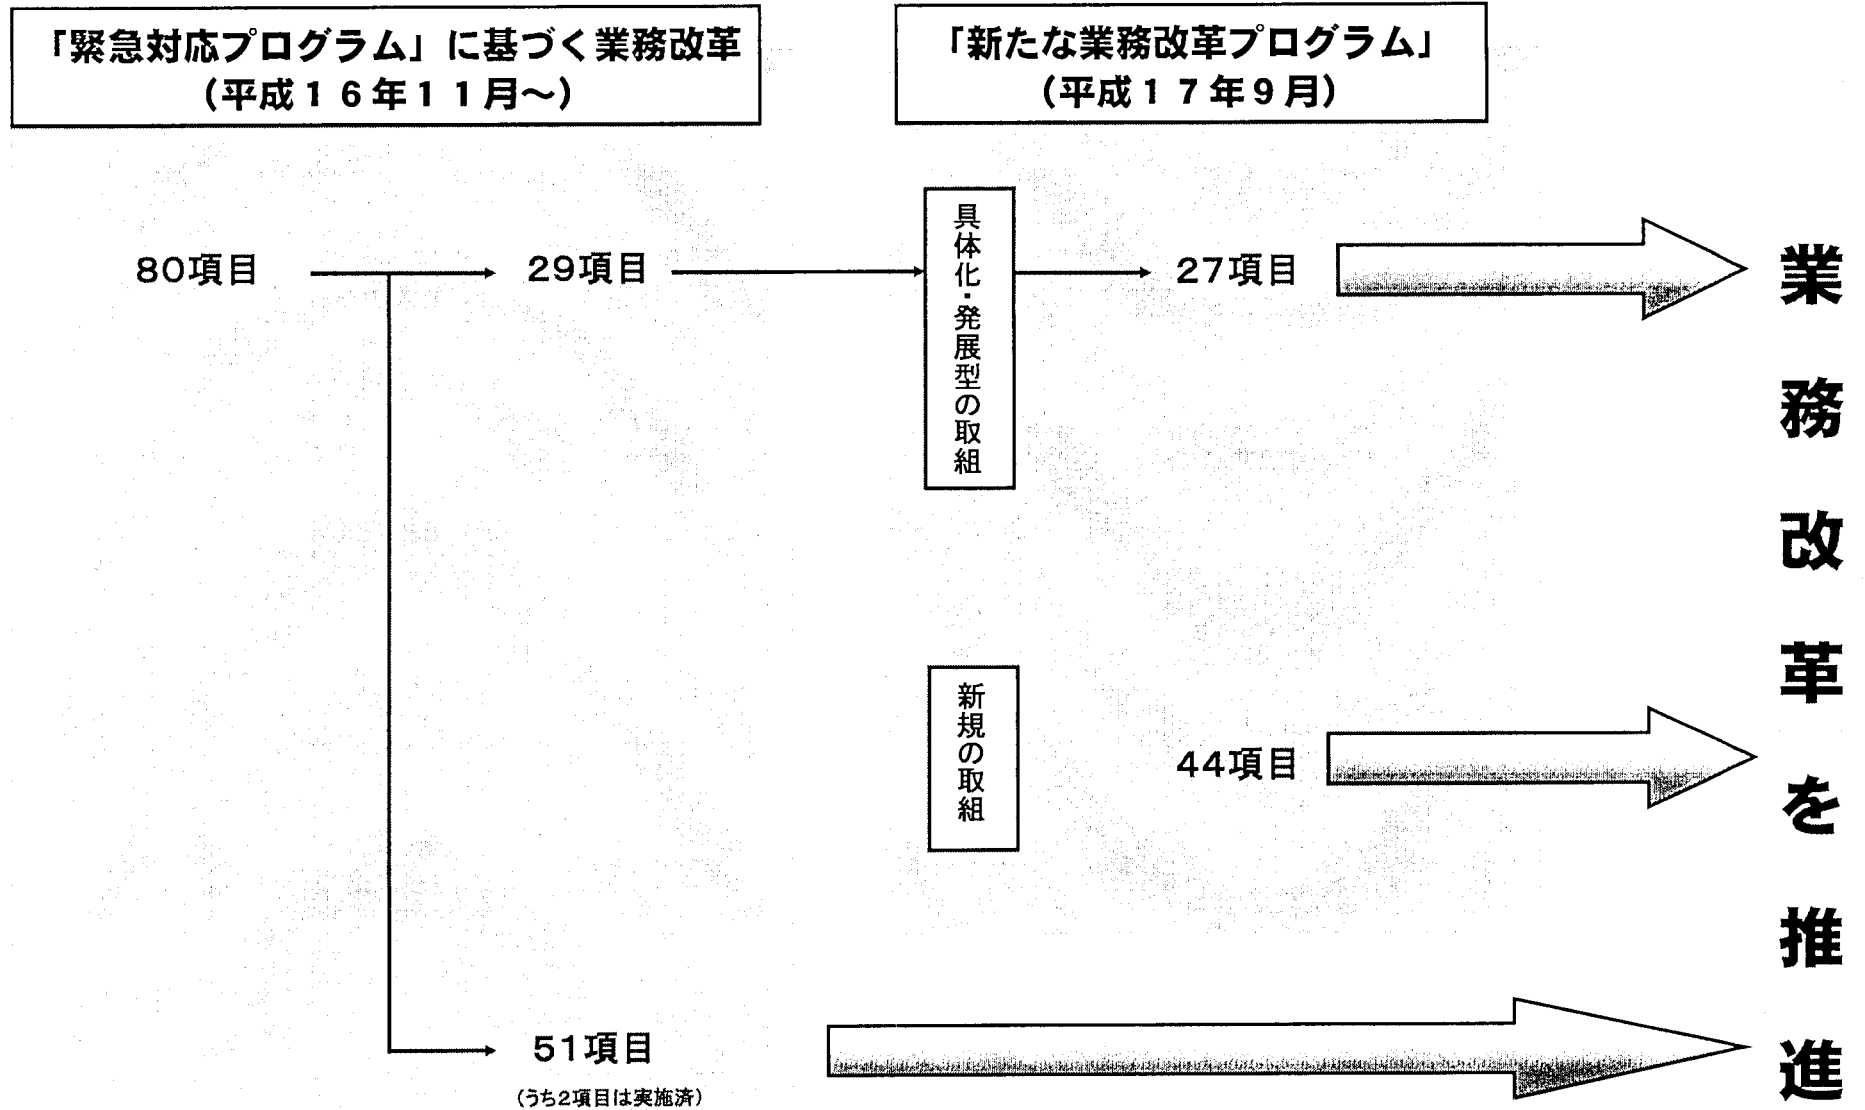 「緊急対応プログラム」に基づく業務改革
（平成１６年１１月～）
「新たな業務改革プログラム」
（平成１７年９月）
80項目
29項目
具体化・発展型の取組
27項目
新規の取組
44項目
51項目
（うち2項目は実施済）
業務改革を推進